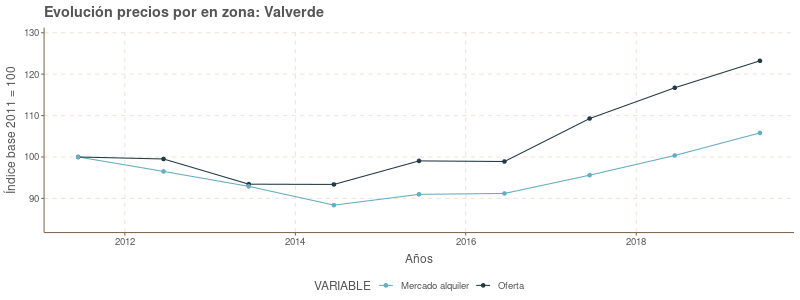 Evolución precios por en zona: Valverde
Índice base 2011 = 100
130
120
110
100
90
2012 2014 2016 2018
Años
VARIABLE Mercado alquiler Oferta